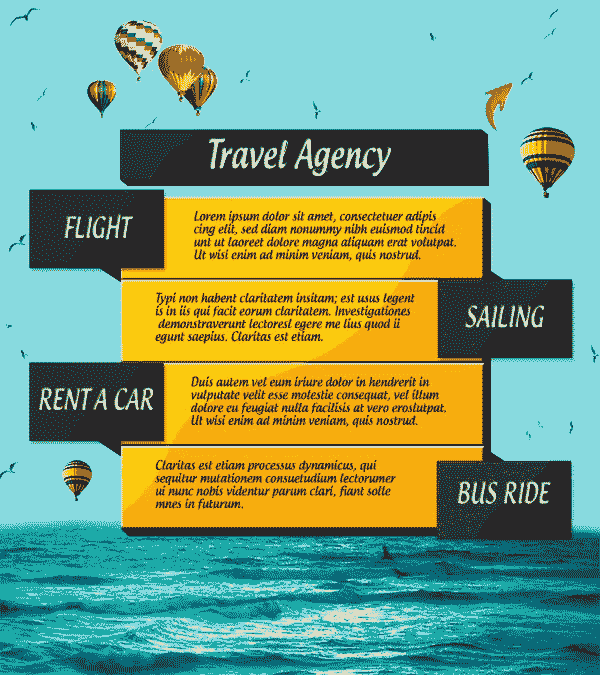 Travel Agency
FLIGHT
Lorem ipsum dolor sit amet, consectetuer adipis
cing elit, sed diam nonummy nibh euismod tincid
unt ut laoreet dolore magna aliquam erat volutpat.
Ut wisi enim ad minim veniam, quis nostrud.
Typi non habent claritatem insitam; est usus legent
is in iis qui facit eorum claritatem. Investigationes
demonstraverunt lectoresl egere me lius quod ii
egunt saepius. Claritas est etiam.
SAILING
RENT A CAR
Duis autem vel eum iriure dolor in hendrerit in
vulputate velit esse molestie consequat, vel illum
dolore eu feugiat nulla facilisis at vero eroslutpat.
Ut wisi enim ad minim veniam, quis nostrud.
Claritas est etiam processus dynamicus, qui
sequitur mutationem consuetudium lectorumer
ui nunc nobis videntur parum clari, fiant solle
mnes in futurum.
BUS RIDE